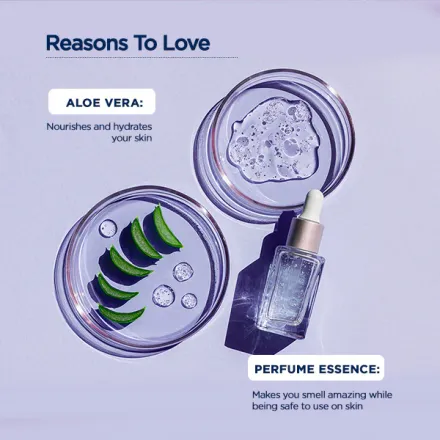 Reasons To Love
ALOE VERA:
Nourishes and hydrates
your skin
PERFUME ESSENCE:
Makes you smell amazing while
being safe to use on skin